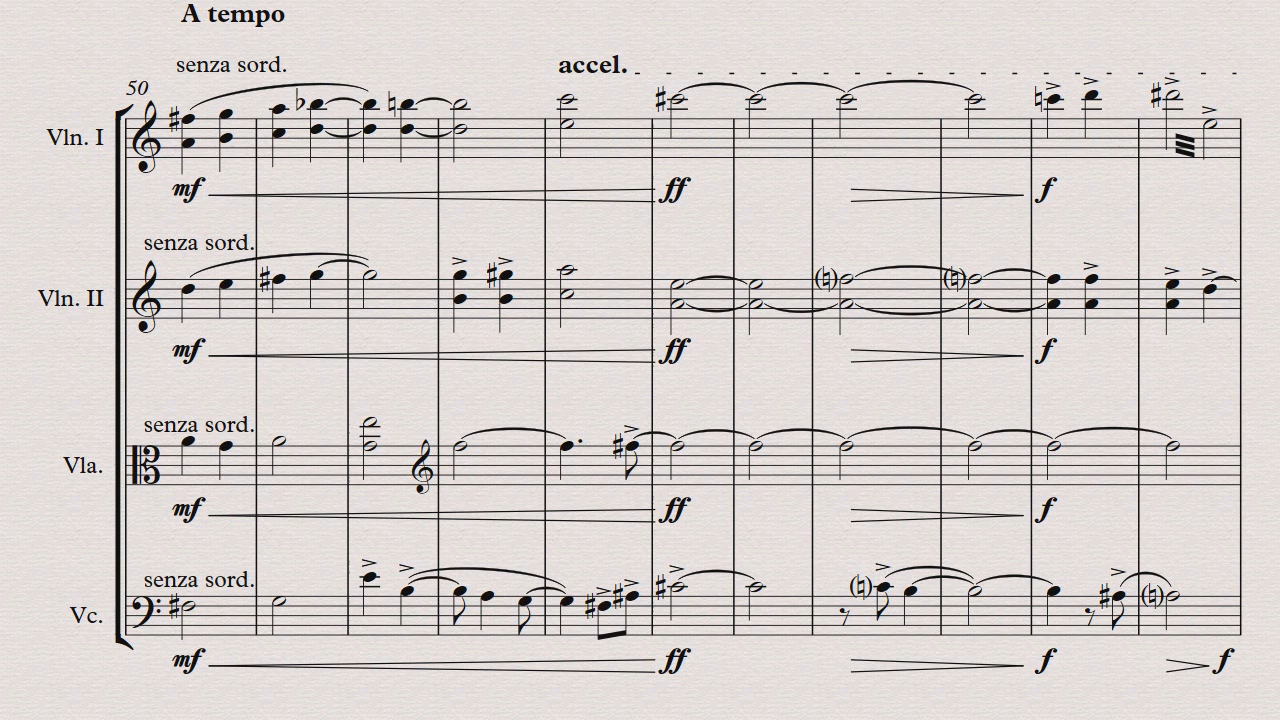 A tempo
senza sord.
accel.
50
Vln. I
mf ff f
senza sord.
Vln. II
mf ff f
senza sord.
Vla.
mf ff f
senza sord.
Vc.
mf ff f f